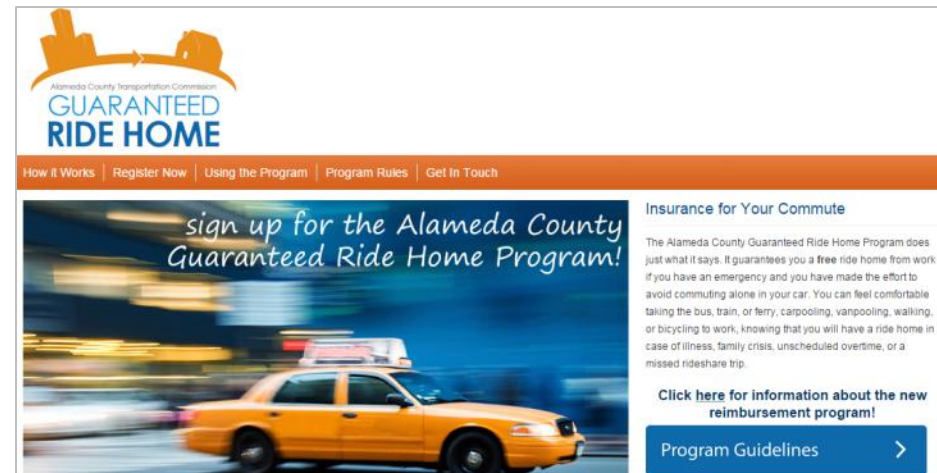 Alameda County Transportation Commission
GUARANTEED
RIDE HOME
How it Works | Register Now | Using the Program | Program Rules | Get In Touch
sign up for the Alameda County
Guaranteed Ride Home Program!
Insurance for Your Commute
The Alameda County Guaranteed Ride Home Program does
just what it says. It guarantees you a free ride home from work
if you have an emergency and you have made the effort to
avoid commuting alone in your car. You can feel comfortable
taking the bus, train, or ferry, carpooling, vanpooling, walking,
or bicycling to work, knowing that you will have a ride home in
case of illness, family crisis, unscheduled overtime, or a
missed rideshare trip.
Click here for information about the new
reimbursement program!
Program Guidelines